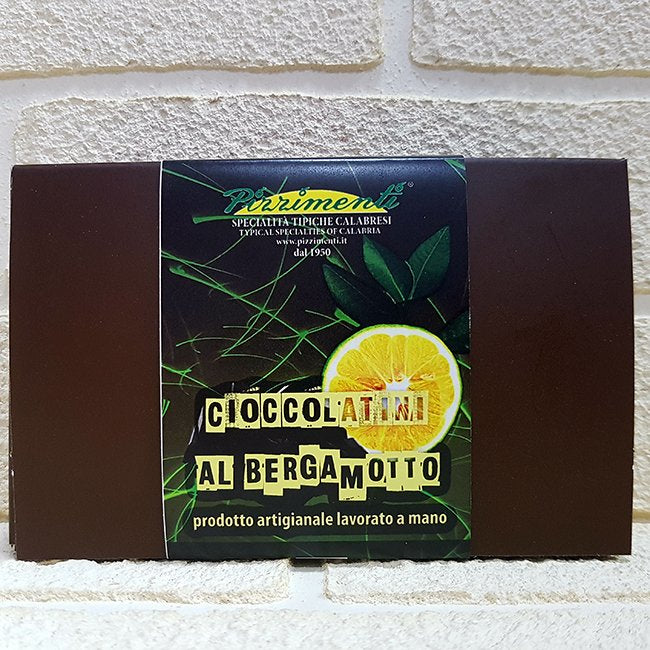 Pizzimenti®
SPECIALITÀ TIPICHE CALABRESI
TYPICAL SPECIALTIES OF CALABRIA
www.pizzimenti.it
dal 1950
CIOCCOLATINI
AL BERGAMOTTO
prodotto artigianale lavorato a mano